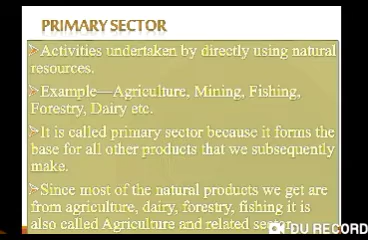 PRIMARY SECTOR
➢Activities undertaken by directly using natural
resources.
➢Example—Agriculture, Mining, Fishing,
Forestry, Dairy etc.
➢It is called primary sector because it forms the
base for all other products that we subsequently
make.
➢Since most of the natural products we get are
from agriculture, dairy, forestry, fishing it is
also called Agriculture and related sector.
DU RECORD